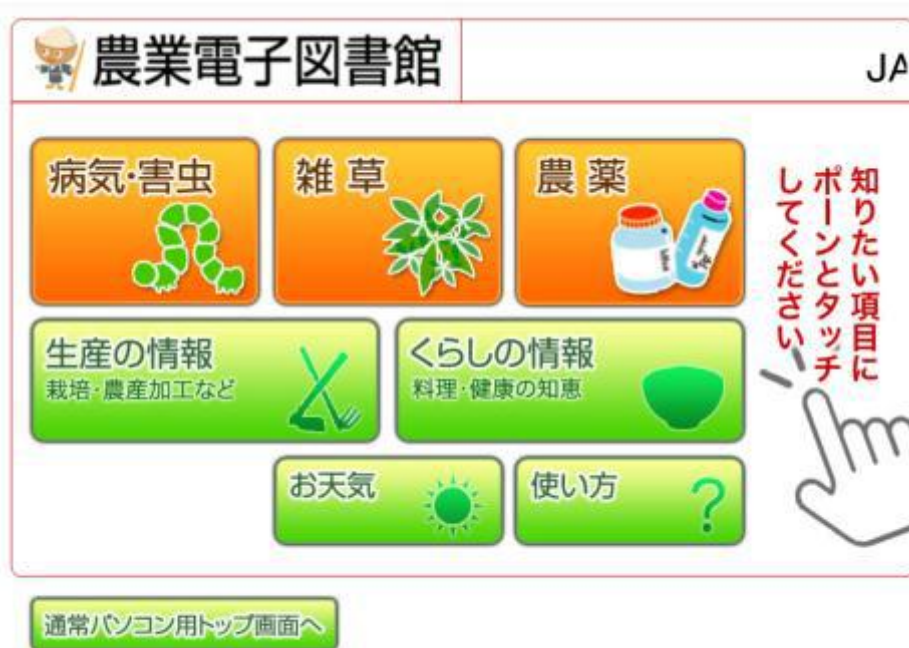 農業電子図書館
JA
病気・害虫
雑草
農薬
知りたい項目に
ポーンとタッチ
してください
生産の情報
栽培・農産加工など
くらしの情報
料理・健康の知恵
お天気
使い方
?
通常パソコン用トップ画面へ